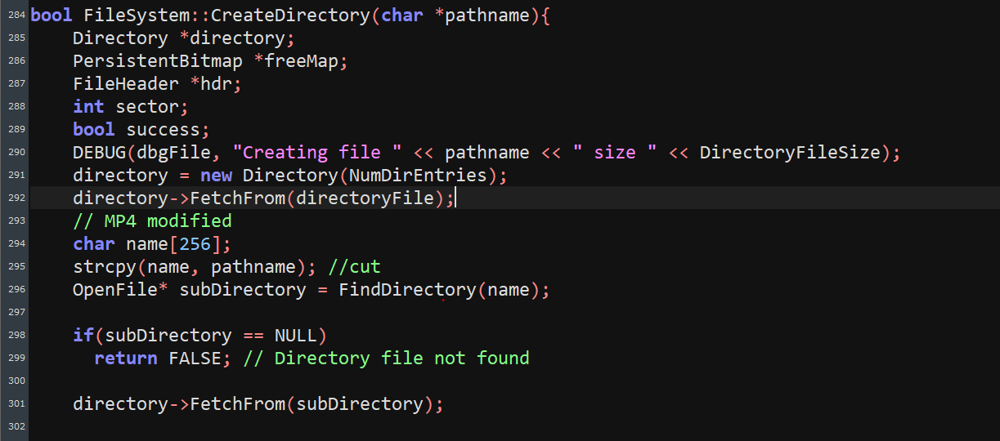 284 bool FileSystem::CreateDirectory(char *pathname){
285 Directory *directory;
286 PersistentBitmap *freeMap;
287 FileHeader *hdr;
288 int sector;
289 bool success;
290 DEBUG(dbgFile, "Creating file " << pathname << " size " << DirectoryFileSize);
291 directory = new Directory(NumDirEntries);
292 directory->FetchFrom(directoryFile);
293 // MP4 modified
294 char name[256];
295 strcpy(name, pathname); //cut
296 OpenFile* subDirectory = FindDirectory(name);
297
298 if(subDirectory == NULL)
299 return FALSE; // Directory file not found
300
301 directory->FetchFrom(subDirectory);
302